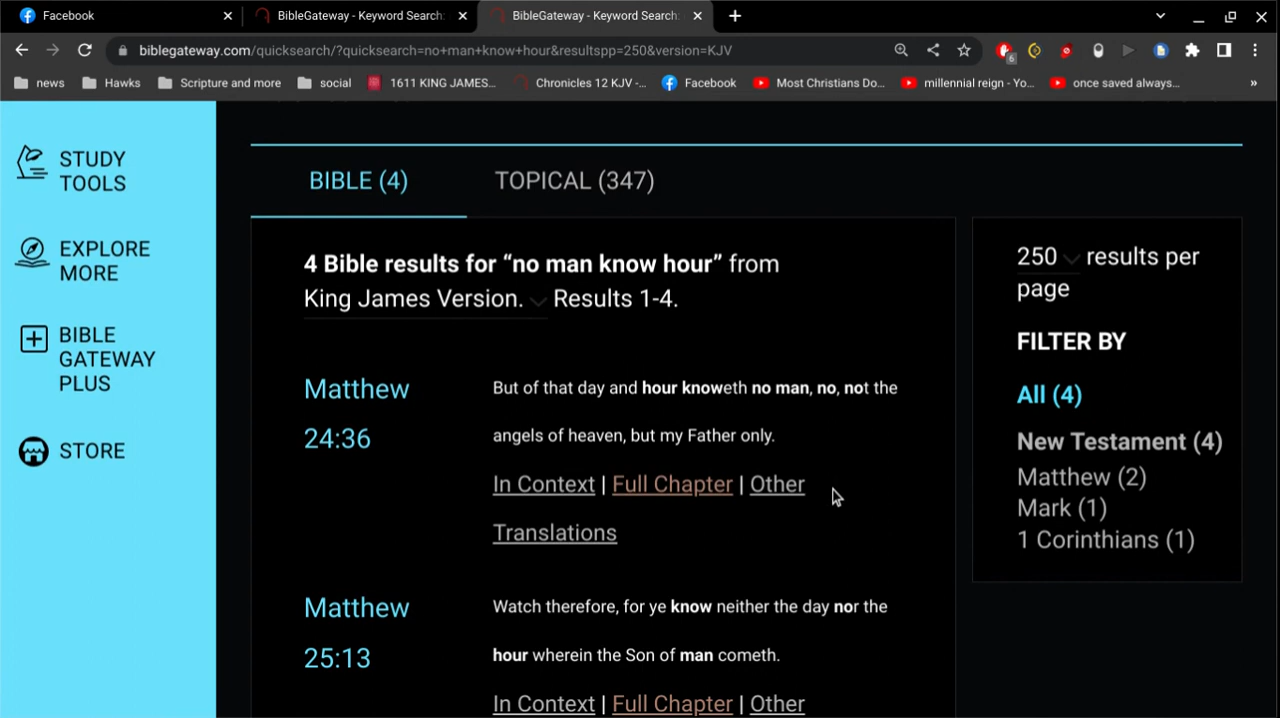 Facebook
BibleGateway - Keyword Search:
BibleGateway - Keyword Search:
biblegateway.com/quicksearch/?quicksearch=no+man+know+hour&resultspp=250&version=KJV
6
news
Hawks
Scripture and more
social
1611 KING JAMES...
Chronicles 12 KJV -...
Facebook
Most Christians Do...
millennial reign - Yo...
once saved always...
»
STUDY
TOOLS
EXPLORE
MORE
BIBLE
GATEWAY
PLUS
STORE
BIBLE (4)
TOPICAL (347)
4 Bible results for “no man know hour” from
King James Version. Results 1-4.
Matthew
24:36
But of that day and hour knoweth no man, no, not the
angels of heaven, but my Father only.
In Context | Full Chapter | Other
Translations
Matthew
25:13
Watch therefore, for ye know neither the day nor the
hour wherein the Son of man cometh.
In Context | Full Chapter | Other
250 results per
page
FILTER BY
All (4)
New Testament (4)
Matthew (2)
Mark (1)
1 Corinthians (1)